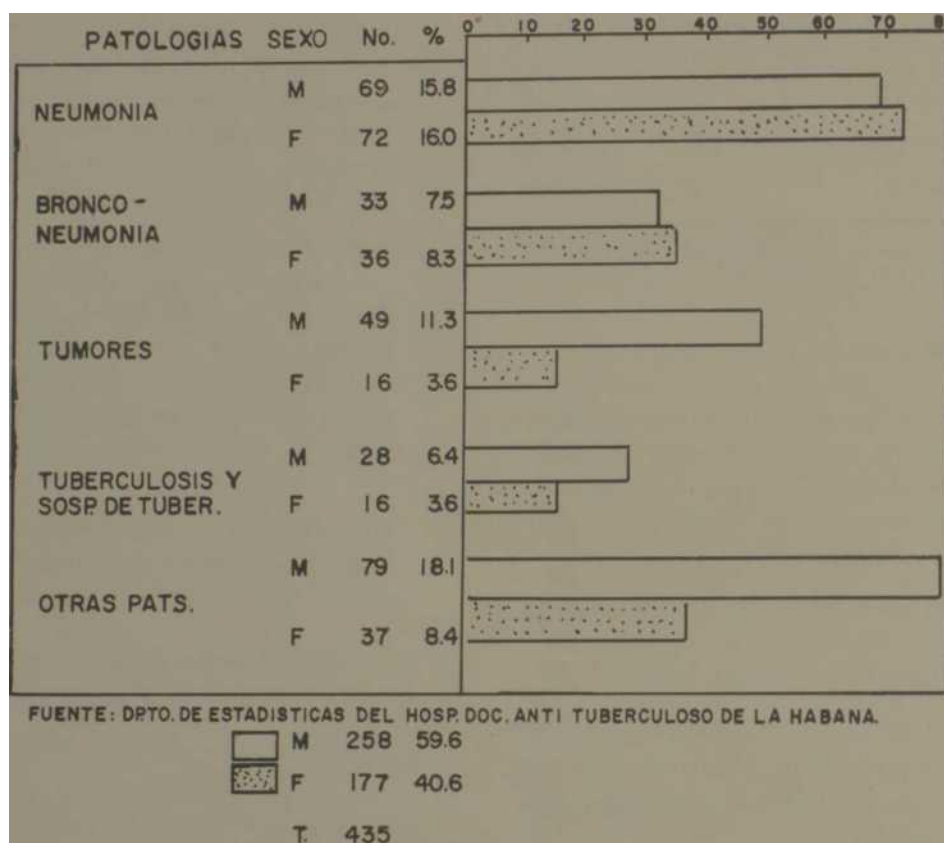 PATOLOGIAS SEXO No. % 0 10 20 30 40 50 60 70 8
M 69 15.8
NEUMONIA
F 72 16.0
BRONCO- M 33 7.5
NEUMONIA
F 36 8.3
M 49 11.3
TUMORES
F 16 3.6
M 28 6.4
TUBERCULOSIS Y
SOSP. DE TUBER. F 16 3.6
M 79 18.1
OTRAS PATS.
F 37 8.4
FUENTE: DPTO. DE ESTADISTICAS DEL HOSP. DOC. ANTI TUBERCULOSO DE LA HABANA.
M 258 59.6
F 177 40.6
T. 435